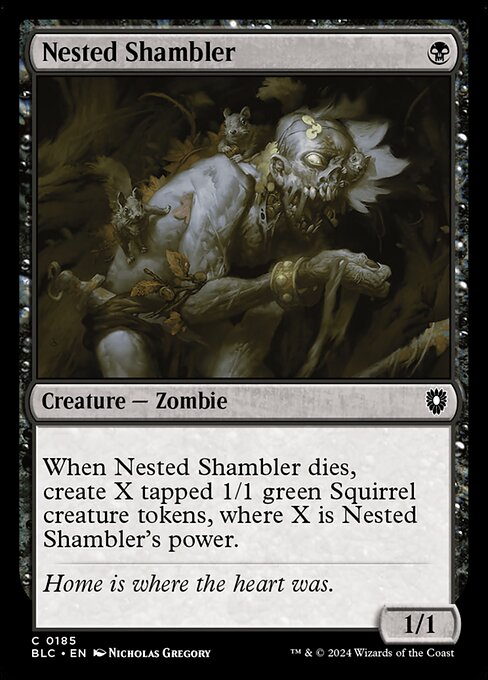 Nested Shambler
Creature — Zombie
When Nested Shambler dies,
create X tapped 1/1 green Squirrel
creature tokens, where X is Nested
Shambler's power.
Home is where the heart was.
1/1
C 0185
BLC • EN Nicholas Gregory
™ & © 2024 Wizards of the Coast